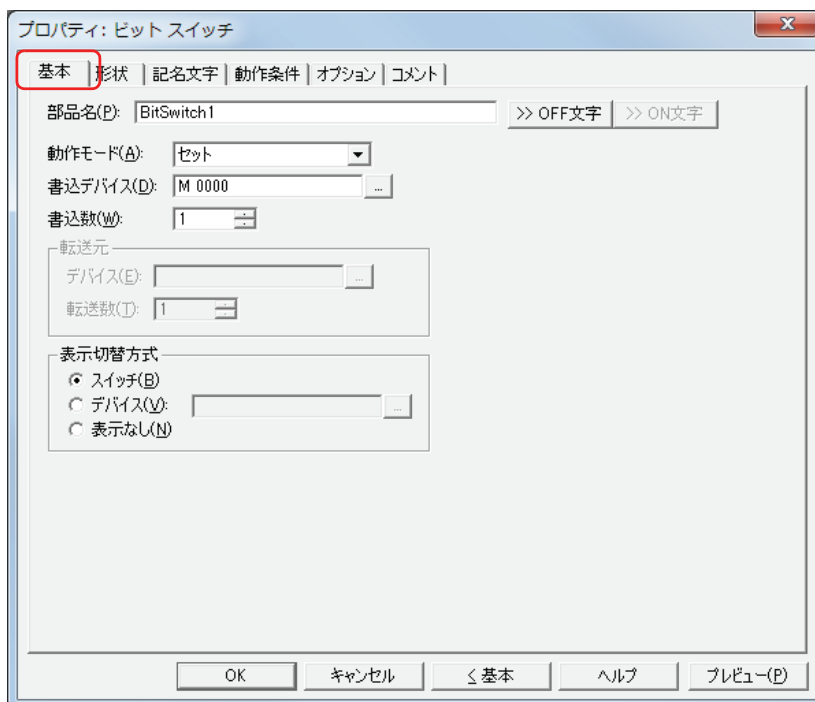 プロパティ: ビット スイッチ
基本 形状 記名文字 動作条件 オプション コメント
部品名(P): BitSwitch1 >> OFF文字 >> ON文字
動作モード(A): セット
書込デバイス(D): M 0000 ...
書込数(W): 1
転送元
デバイス(E): ...
転送数(T): 1
表示切替方式
スイッチ(B)
デバイス(V): ...
表示なし(N)
OK キャンセル < 基本 ヘルプ プレビュー(P)